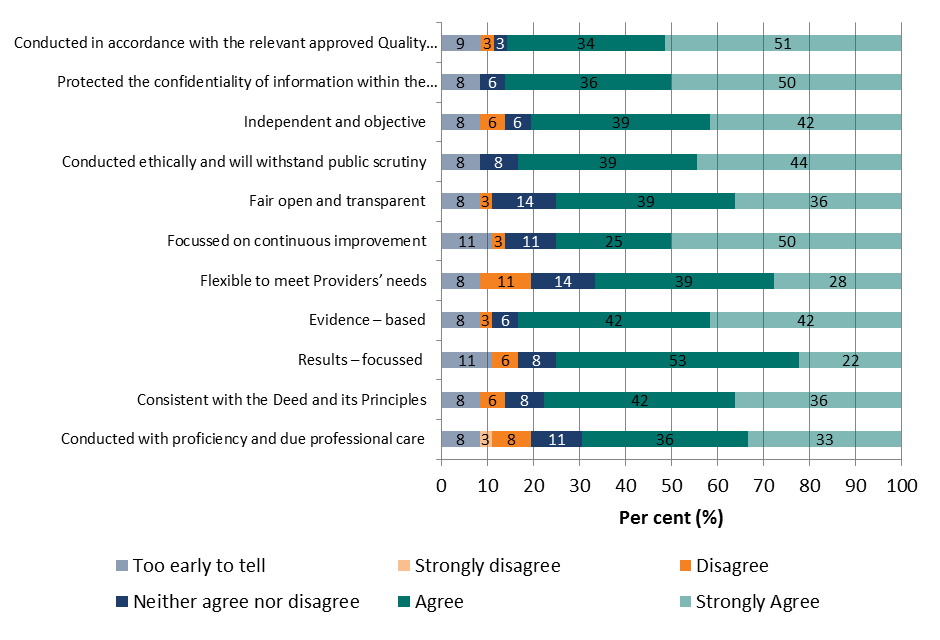 Conducted in accordance with the relevant approved Quality... 9 3 3 34 51
Protected the confidentiality of information within the... 8 6 36 50
Independent and objective 8 6 6 39 42
Conducted ethically and will withstand public scrutiny 8 8 39 44
Fair open and transparent 8 3 14 39 36
Focussed on continuous improvement 11 3 11 25 50
Flexible to meet Providers’ needs 8 11 14 39 28
Evidence – based 8 3 6 42 42
Results – focussed 11 6 8 53 22
Consistent with the Deed and its Principles 8 6 8 42 36
Conducted with proficiency and due professional care 8 3 8 11 36 33
0 10 20 30 40 50 60 70 80 90 100
Per cent (%)
Too early to tell Strongly disagree Disagree
Neither agree nor disagree Agree Strongly Agree